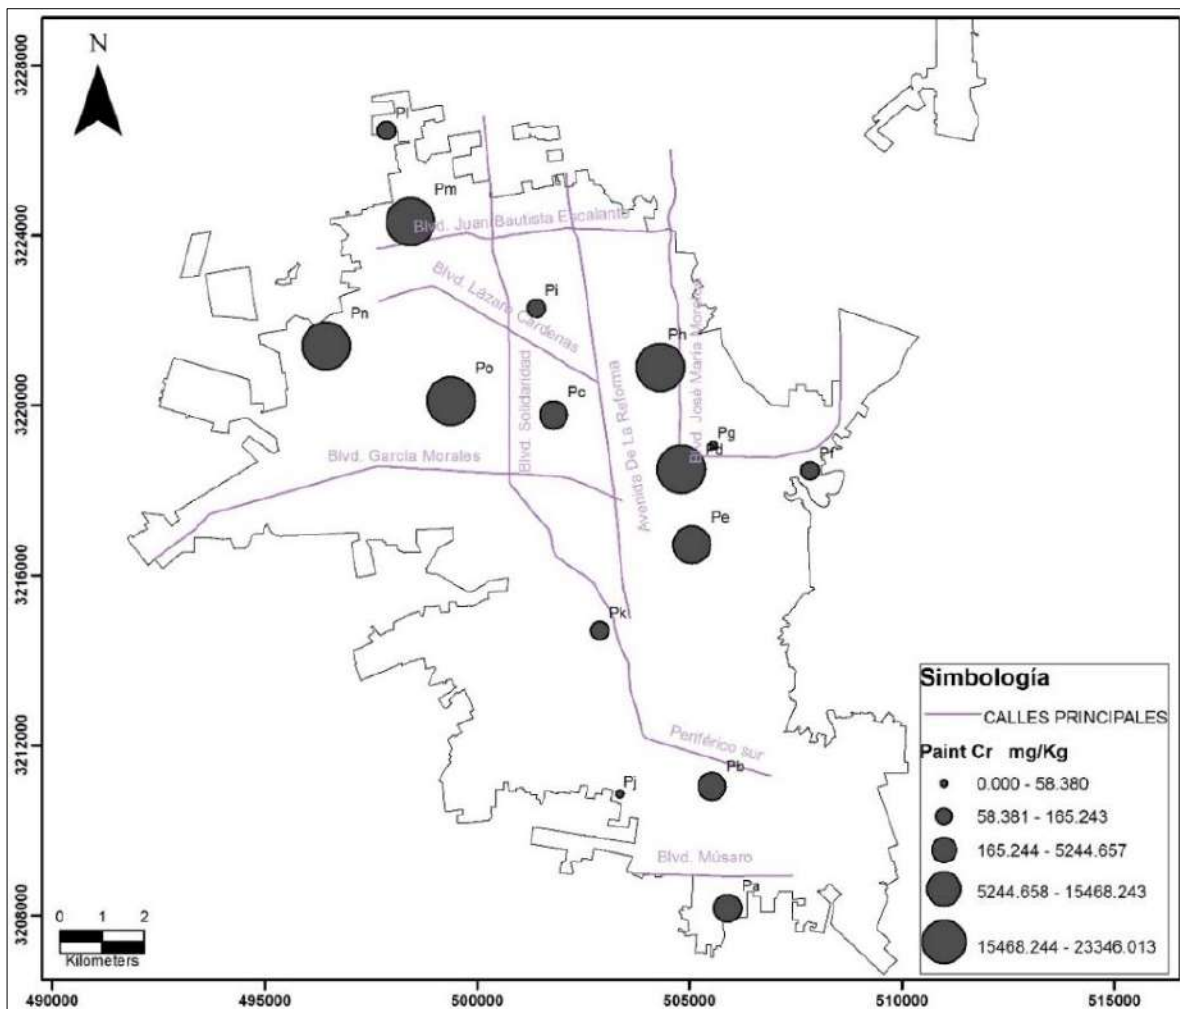 N
3228000
3224000
3220000
3216000
3212000
3208000
Pl
Pm
Blvd. Juan Bautista Escalante
Blvd. Lázaro Cárdenas
Pi
Pn
Ph
Blvd. José María Morelos
Po
Pc
Blvd. Solidaridad
Avenida De La Reforma
Pg
Pd
Pf
Blvd. García Morales
Pe
Pk
Periférico sur
Pb
Pj
Blvd. Músaro
Pa
0 1 2
Kilometers
Simbología
CALLES PRINCIPALES
Paint Cr mg/Kg
0.000 - 58.380
58.381 - 165.243
165.244 - 5244.657
5244.658 - 15468.243
15468.244 - 23346.013
490000 495000 500000 505000 510000 515000